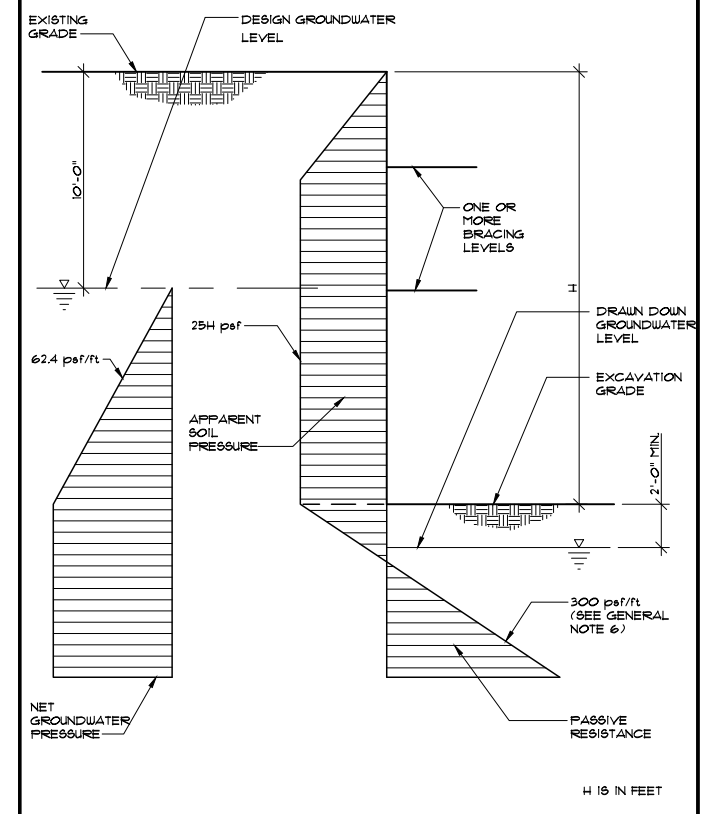 EXISTING
GRADE
DESIGN GROUNDWATER
LEVEL
10'-0"
ONE OR
MORE
BRACING
LEVELS
H
DRAWN DOWN
GROUNDWATER
LEVEL
25H psf
62.4 psf/ft
EXCAVATION
GRADE
APPARENT
SOIL
PRESSURE
2'-0" MIN.
300 psf/ft
(SEE GENERAL
NOTE 6)
NET
GROUNDWATER
PRESSURE
PASSIVE
RESISTANCE
H IS IN FEET